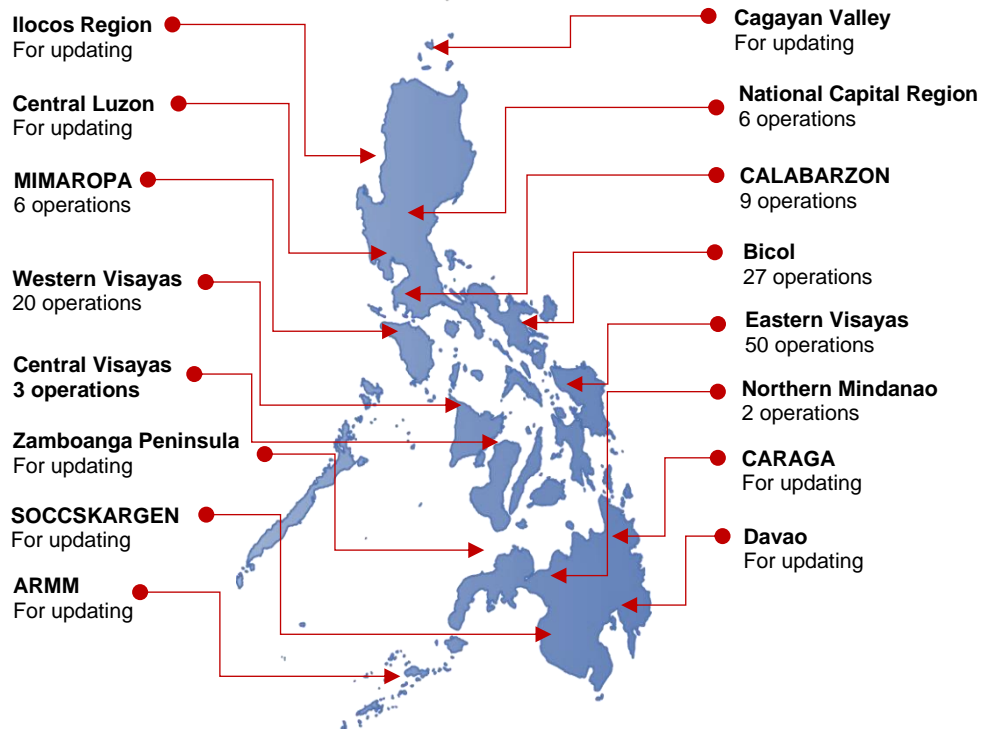 Ilocos Region
For updating
Central Luzon
For updating
MIMAROPA
6 operations
Western Visayas
20 operations
Central Visayas
3 operations
Zamboanga Peninsula
For updating
SOCCSKARGEN
For updating
ARMM
For updating
Cagayan Valley
For updating
National Capital Region
6 operations
CALABARZON
9 operations
Bicol
27 operations
Eastern Visayas
50 operations
Northern Mindanao
2 operations
CARAGA
For updating
Davao
For updating